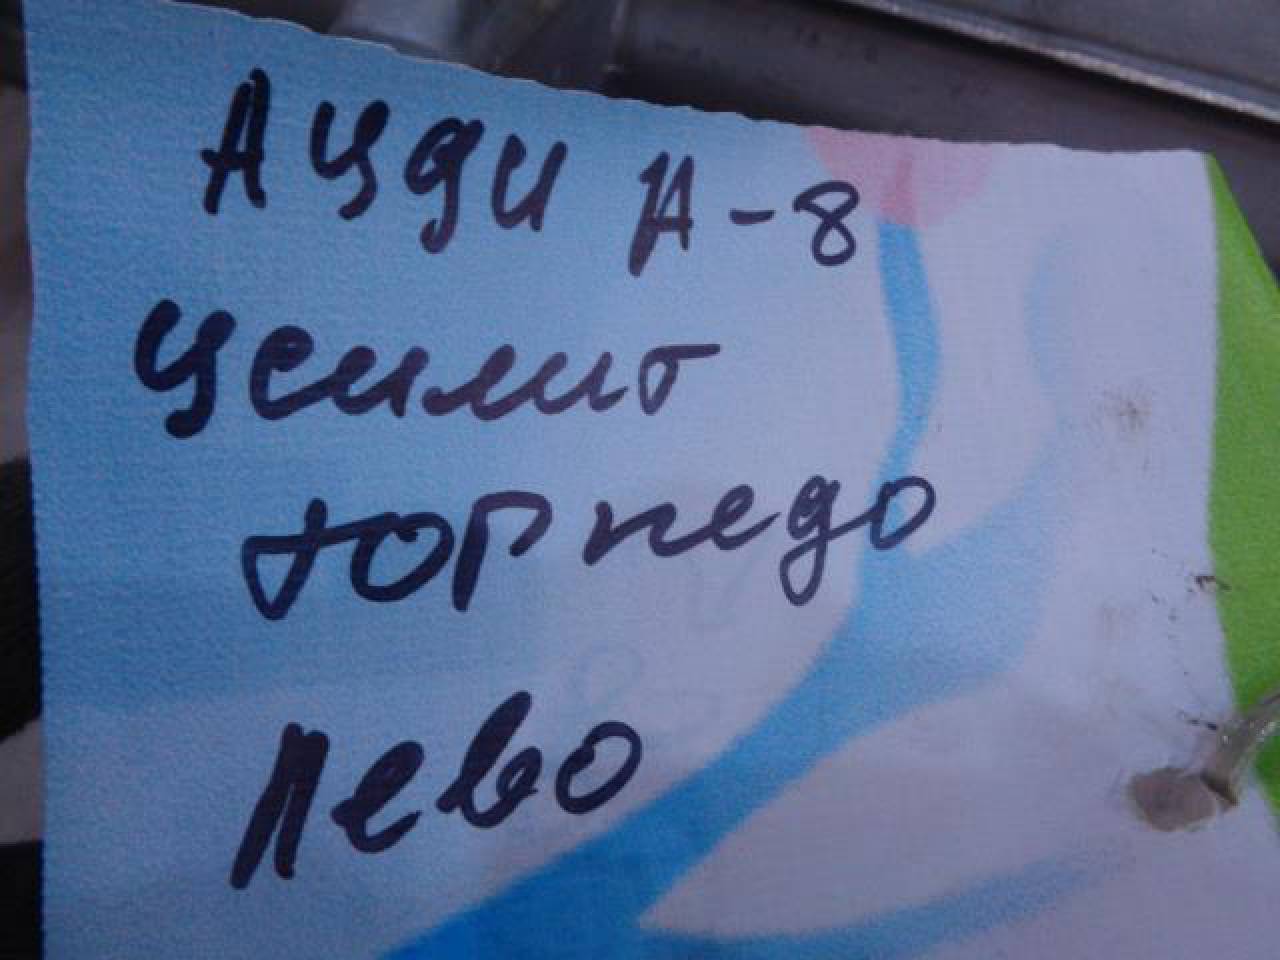 Ауди А-8
Усилит
торпедо
лево